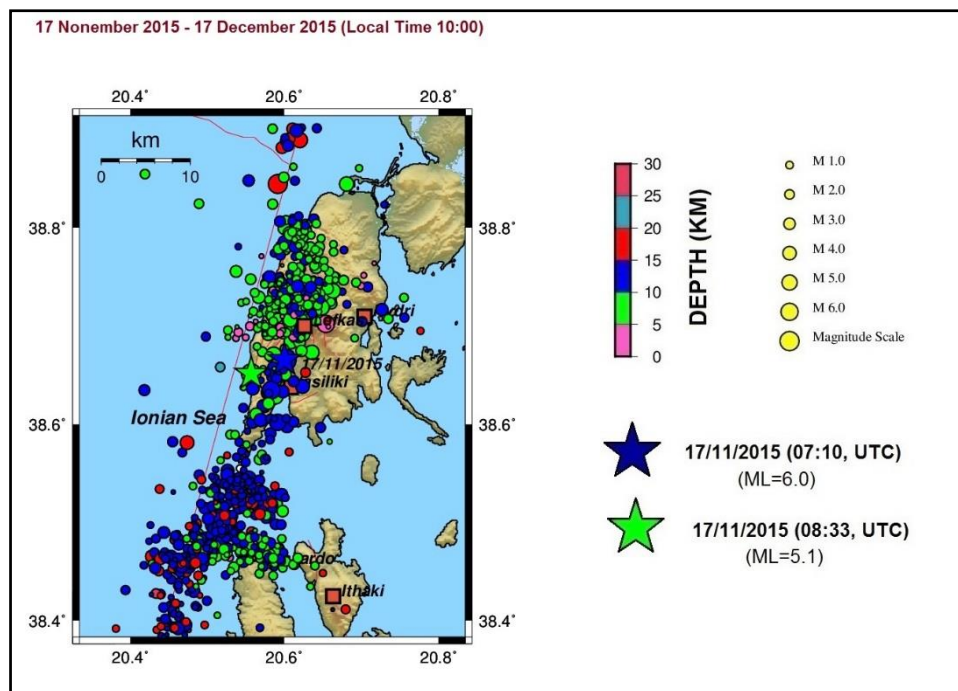 17 Nonember 2015 - 17 December 2015 (Local Time 10:00)
20.4° 20.6° 20.8°
km
0 10
38.8° 38.8°
17/11/2015
Ionian Sea
38.6° 38.6°
Ithaki
38.4° 38.4°
20.4° 20.6° 20.8°
30
25
20
15
10
5
0
DEPTH (KM)
M 1.0
M 2.0
M 3.0
M 4.0
M 5.0
M 6.0
Magnitude Scale
17/11/2015 (07:10, UTC)
(ML=6.0)
17/11/2015 (08:33, UTC)
(ML=5.1)